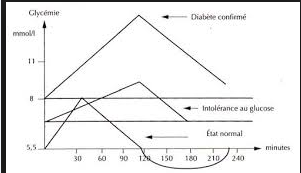 Glycémie
mmol/l
Diabète confirmé
11
8
Intolérance au glucose
État normal
5,5
30 60 90 120 150 180 210 240
minutes